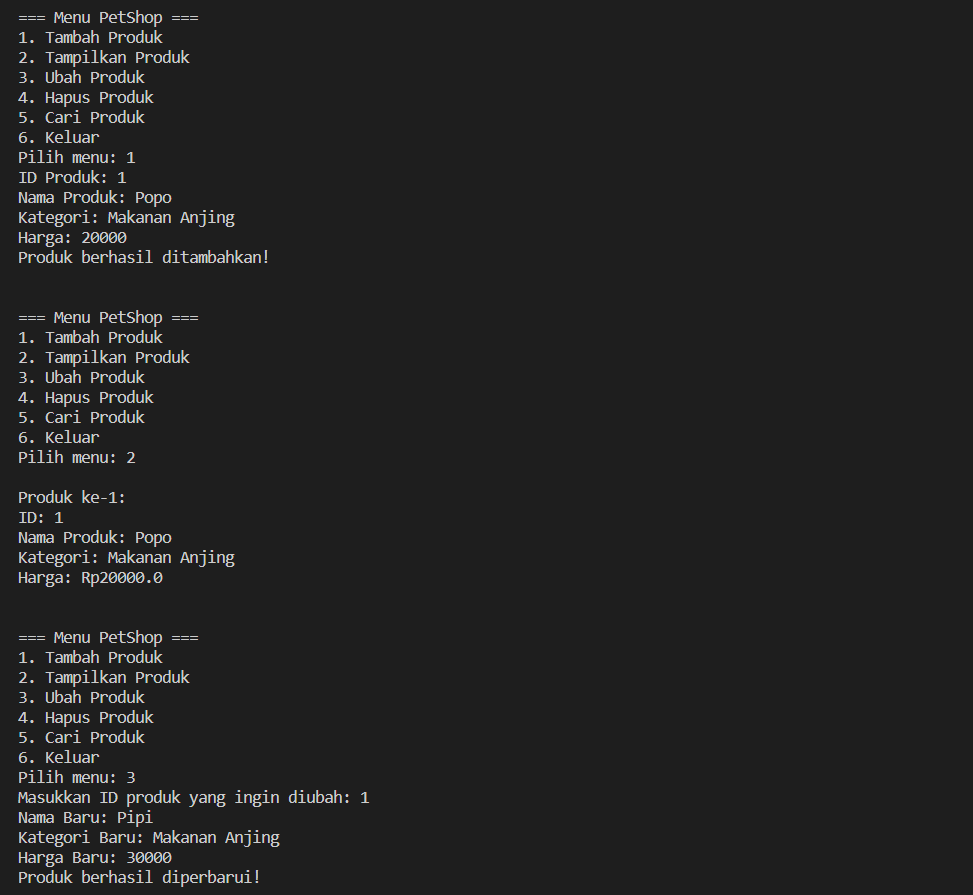 === Menu PetShop ===
1. Tambah Produk
2. Tampilkan Produk
3. Ubah Produk
4. Hapus Produk
5. Cari Produk
6. Keluar
Pilih menu: 1
ID Produk: 1
Nama Produk: Popo
Kategori: Makanan Anjing
Harga: 20000
Produk berhasil ditambahkan!
=== Menu PetShop ===
1. Tambah Produk
2. Tampilkan Produk
3. Ubah Produk
4. Hapus Produk
5. Cari Produk
6. Keluar
Pilih menu: 2
Produk ke-1:
ID: 1
Nama Produk: Popo
Kategori: Makanan Anjing
Harga: Rp20000.0
=== Menu PetShop ===
1. Tambah Produk
2. Tampilkan Produk
3. Ubah Produk
4. Hapus Produk
5. Cari Produk
6. Keluar
Pilih menu: 3
Masukkan ID produk yang ingin diubah: 1
Nama Baru: Pipi
Kategori Baru: Makanan Anjing
Harga Baru: 30000
Produk berhasil diperbarui!